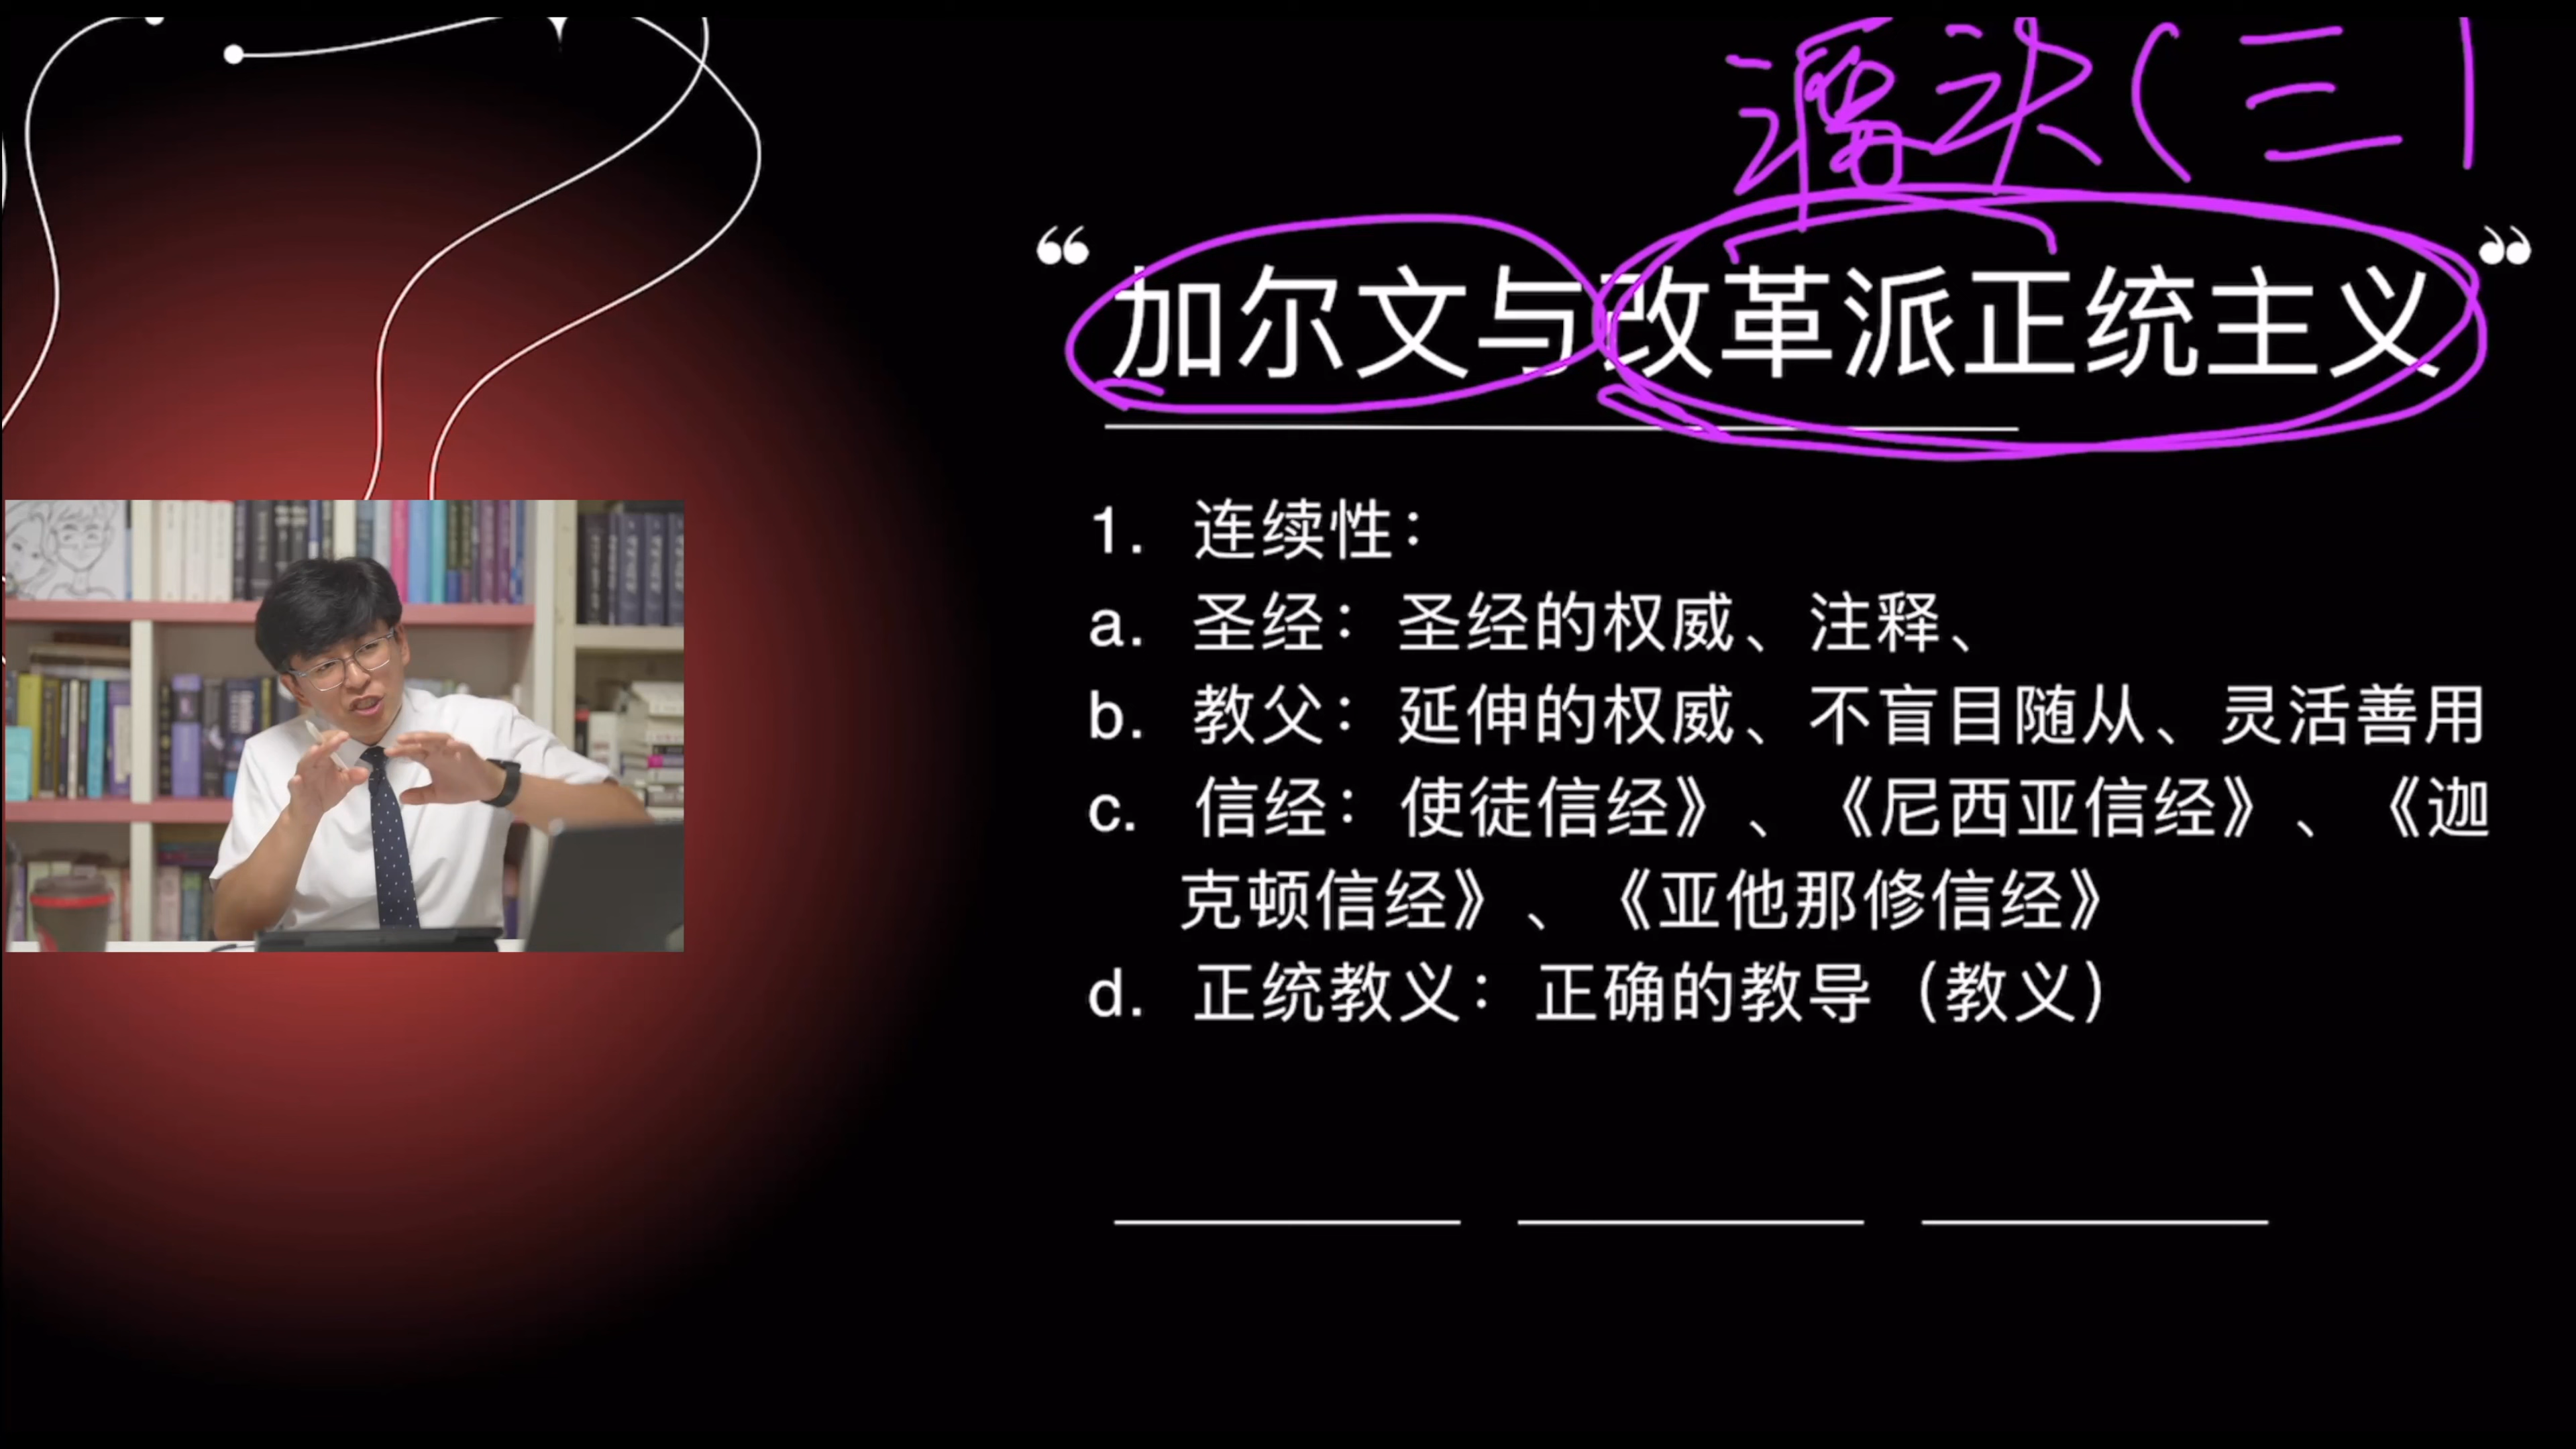 源头(三)
“加尔文与改革派正统主义”
1. 连续性：
a. 圣经：圣经的权威、注释、
b. 教父：延伸的权威、不盲目随从、灵活善用
c. 信经：使徒信经》、《尼西亚信经》、《迦
克顿信经》、《亚他那修信经》
d. 正统教义：正确的教导（教义）